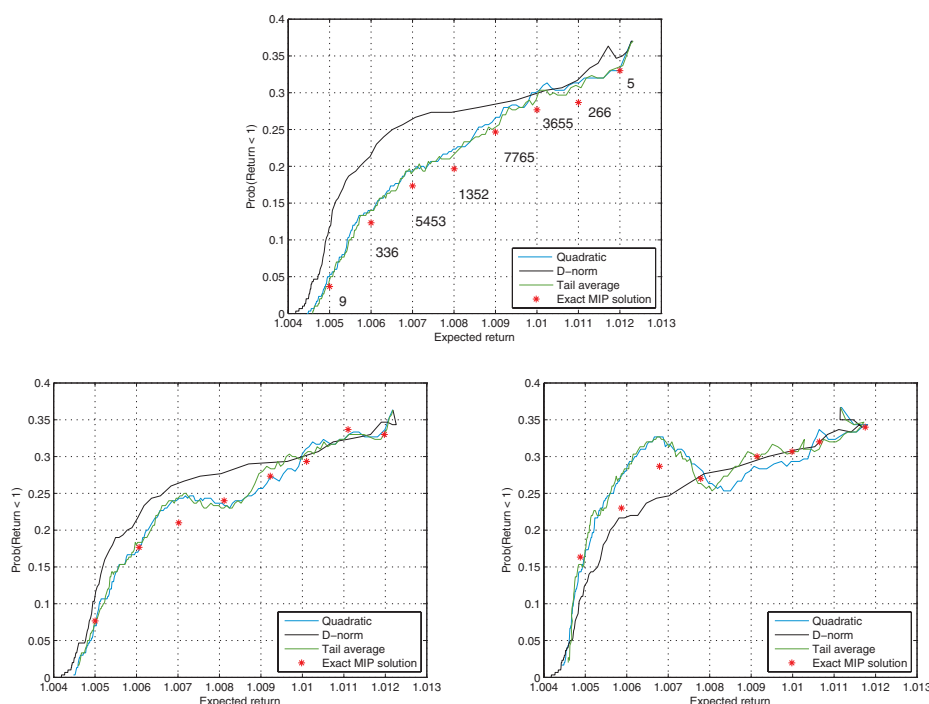 0.4
0.35
0.3
0.25
0.2
0.15
0.1
0.05
0
Prob(Return < 1)
5
266
3655
7765
1352
5453
336
9
Quadratic
D-norm
Tail average
Exact MIP solution
1.004 1.005 1.006 1.007 1.008 1.009 1.01 1.011 1.012 1.013
Expected return
0.4
0.35
0.3
0.25
0.2
0.15
0.1
0.05
0
Prob(Return < 1)
Quadratic
D-norm
Tail average
Exact MIP solution
1.004 1.005 1.006 1.007 1.008 1.009 1.01 1.011 1.012 1.013
Expected return
0.4
0.35
0.3
0.25
0.2
0.15
0.1
0.05
0
Prob(Return < 1)
Quadratic
D-norm
Tail average
Exact MIP solution
1.004 1.005 1.006 1.007 1.008 1.009 1.01 1.011 1.012 1.013
Expected return